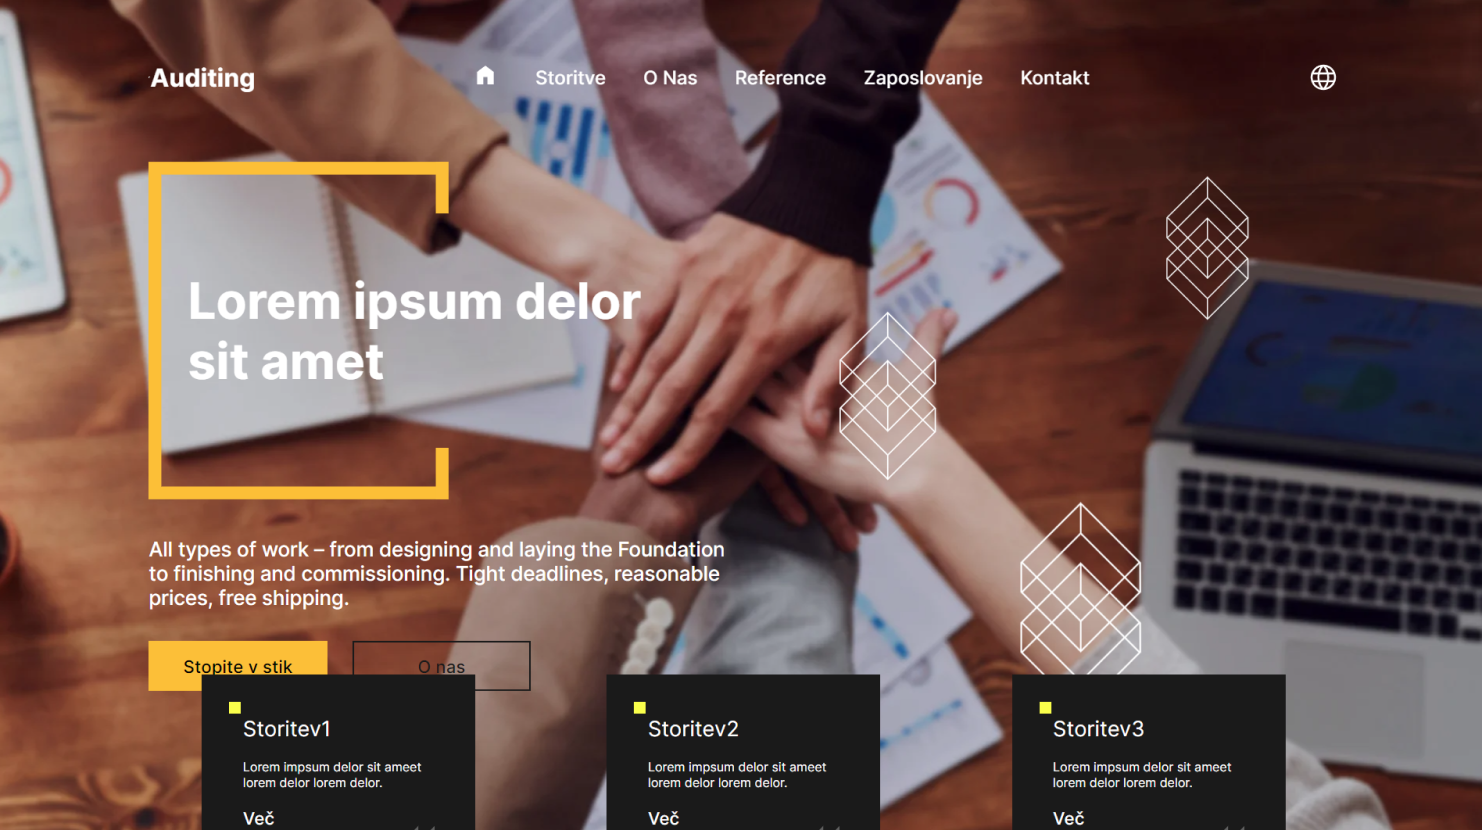 Auditing
Storitve
O Nas
Reference
Zaposlovanje
Kontakt
Lorem ipsum delor
sit amet
All types of work – from designing and laying the Foundation
to finishing and commissioning. Tight deadlines, reasonable
prices, free shipping.
Stopite v stik
O nas
Storitev1
Lorem impsum delor sit ameet
lorem delor lorem delor.
Več
Storitev2
Lorem impsum delor sit ameet
lorem delor lorem delor.
Več
Storitev3
Lorem impsum delor sit ameet
lorem delor lorem delor.
Več